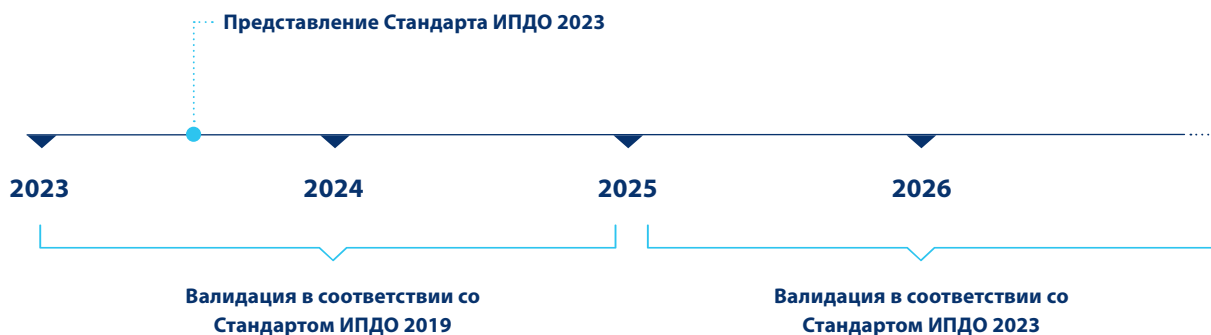 Представление Стандарта ИПДО 2023
2023
2024
2025
2026
Валидация в соответствии со
Стандартом ИПДО 2019
Валидация в соответствии со
Стандартом ИПДО 2023